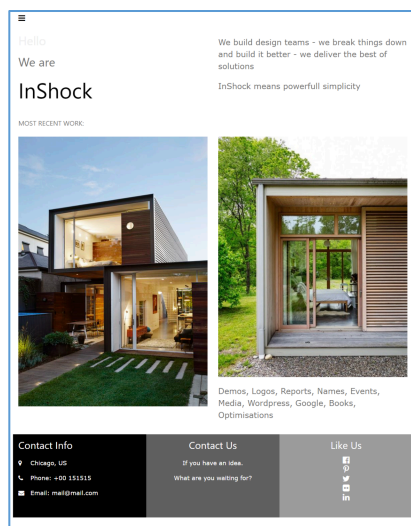 Hello
We are
InShock
We build design teams - we break things down
and build it better - we deliver the best of
solutions
InShock means powerfull simplicity
MOST RECENT WORK:
Demos, Logos, Reports, Names, Events,
Media, Wordpress, Google, Books,
Optimisations
Contact Info
Chicago, US
Phone: +00 151515
Email: mail@mail.com
Contact Us
If you have an idea.
What are you waiting for?
Like Us